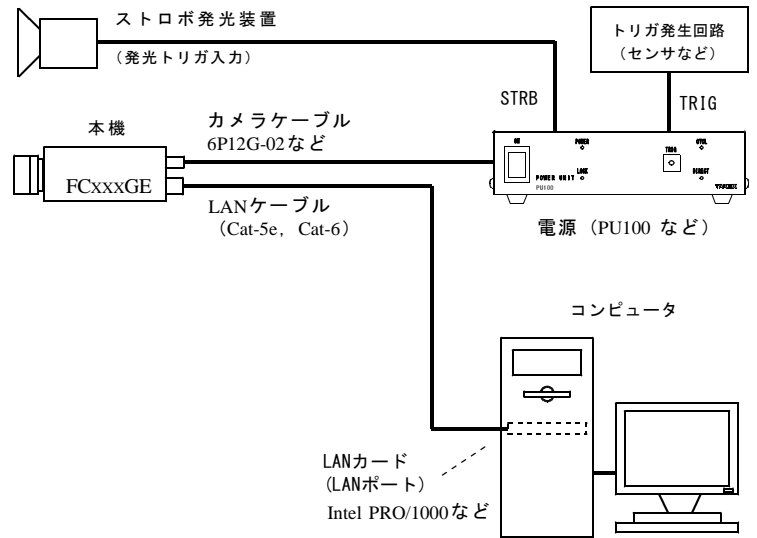 ストロボ発光装置
(発光トリガ入力)
トリガ発生回路
(センサなど)
STRB
TRIG
本機
カメラケーブル
6P12G-02など
FCxxxGE
LANケーブル
(Cat-5e, Cat-6)
ON
POWER
TRIG
CTRL
POWER UNIT
LOCK
DIRECT
PU100
電源 (PU100 など)
コンピュータ
LANカード
(LANポート)
Intel PRO/1000など